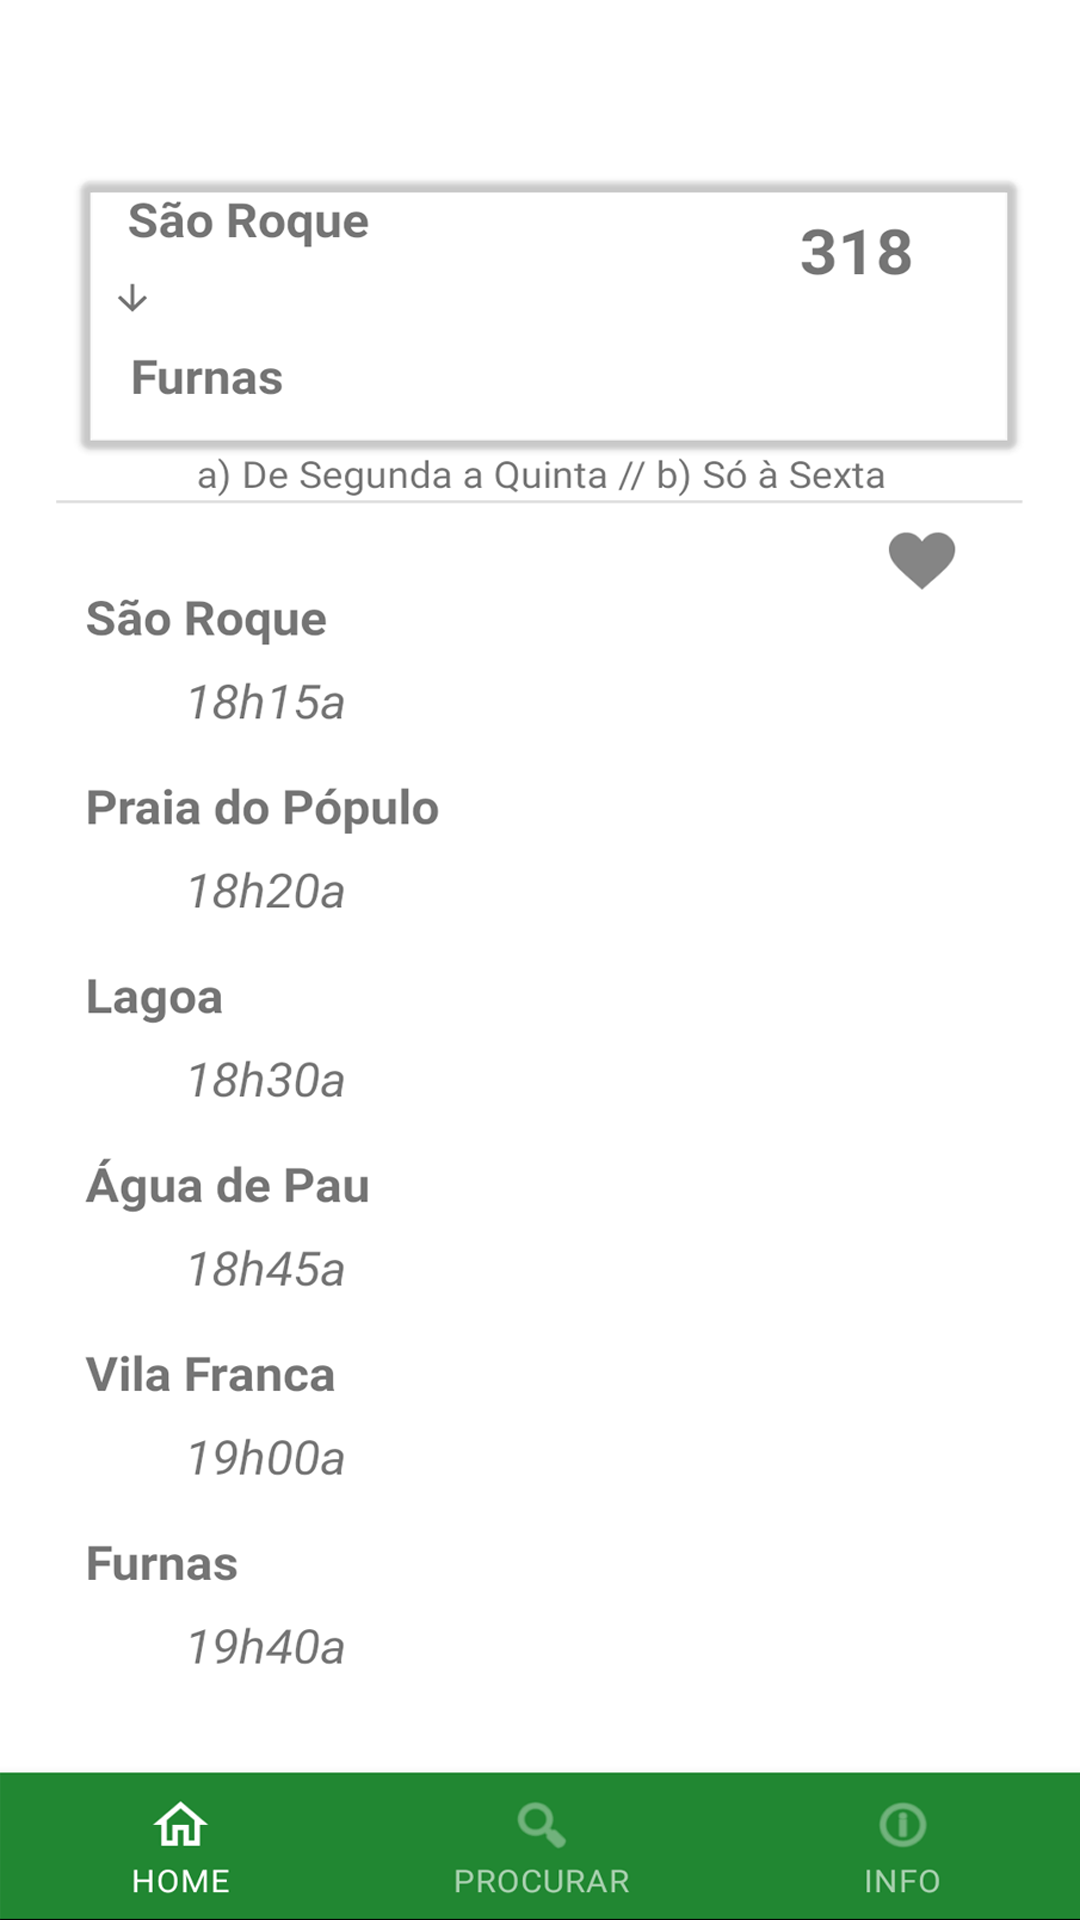 São Roque
318
Furnas
a) De Segunda a Quinta // b) Só à Sexta
São Roque
18h15a
Praia do Pópulo
18h20a
Lagoa
18h30a
Água de Pau
18h45a
Vila Franca
19h00a
Furnas
19h40a
HOME
PROCURAR
INFO